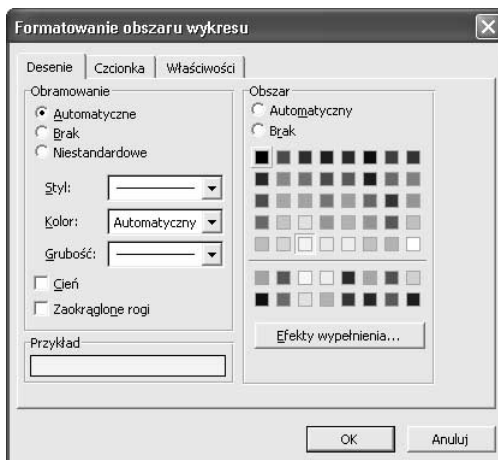 Formatowanie obszaru wykresu
Desenie
Czcionka
Właściwości
Obramowanie
Automatyczne
Brak
Niestandardowe
Styl:
Kolor:
Automatyczny
Grubość:
Cień
Zaokrąglone rogi
Przykład
Obszar
Automatyczny
Brak
Efekty wypełnienia...
OK
Anuluj